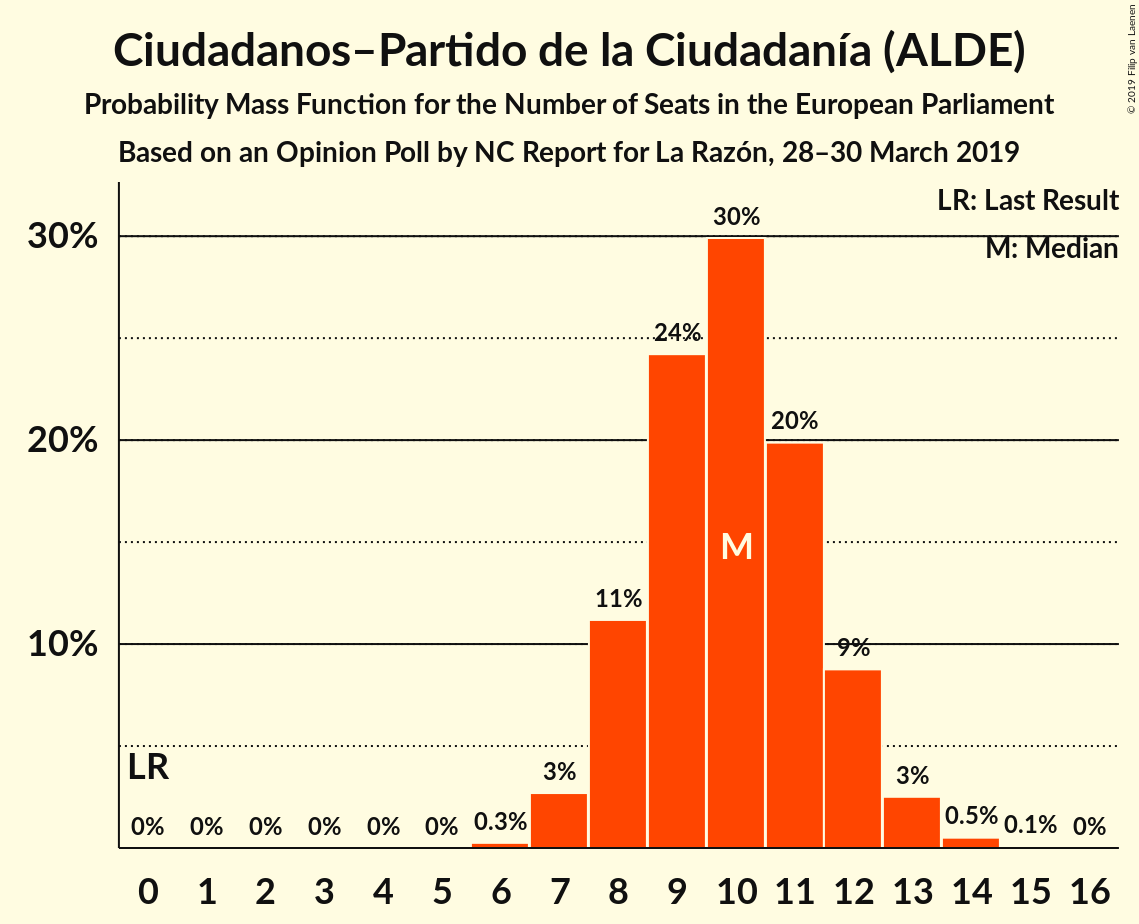 Ciudadanos–Partido de la Ciudadanía (ALDE)
Probability Mass Function for the Number of Seats in the European Parliament
Based on an Opinion Poll by NC Report for La Razón, 28–30 March 2019
© 2019 Filip van Laenen
LR: Last Result
M: Median
30%
20%
10%
30%
24%
20%
M
11%
9%
LR
3%
3%
0% 0% 0% 0% 0% 0% 0.3% 0.5% 0.1% 0%
0 1 2 3 4 5 6 7 8 9 10 11 12 13 14 15 16